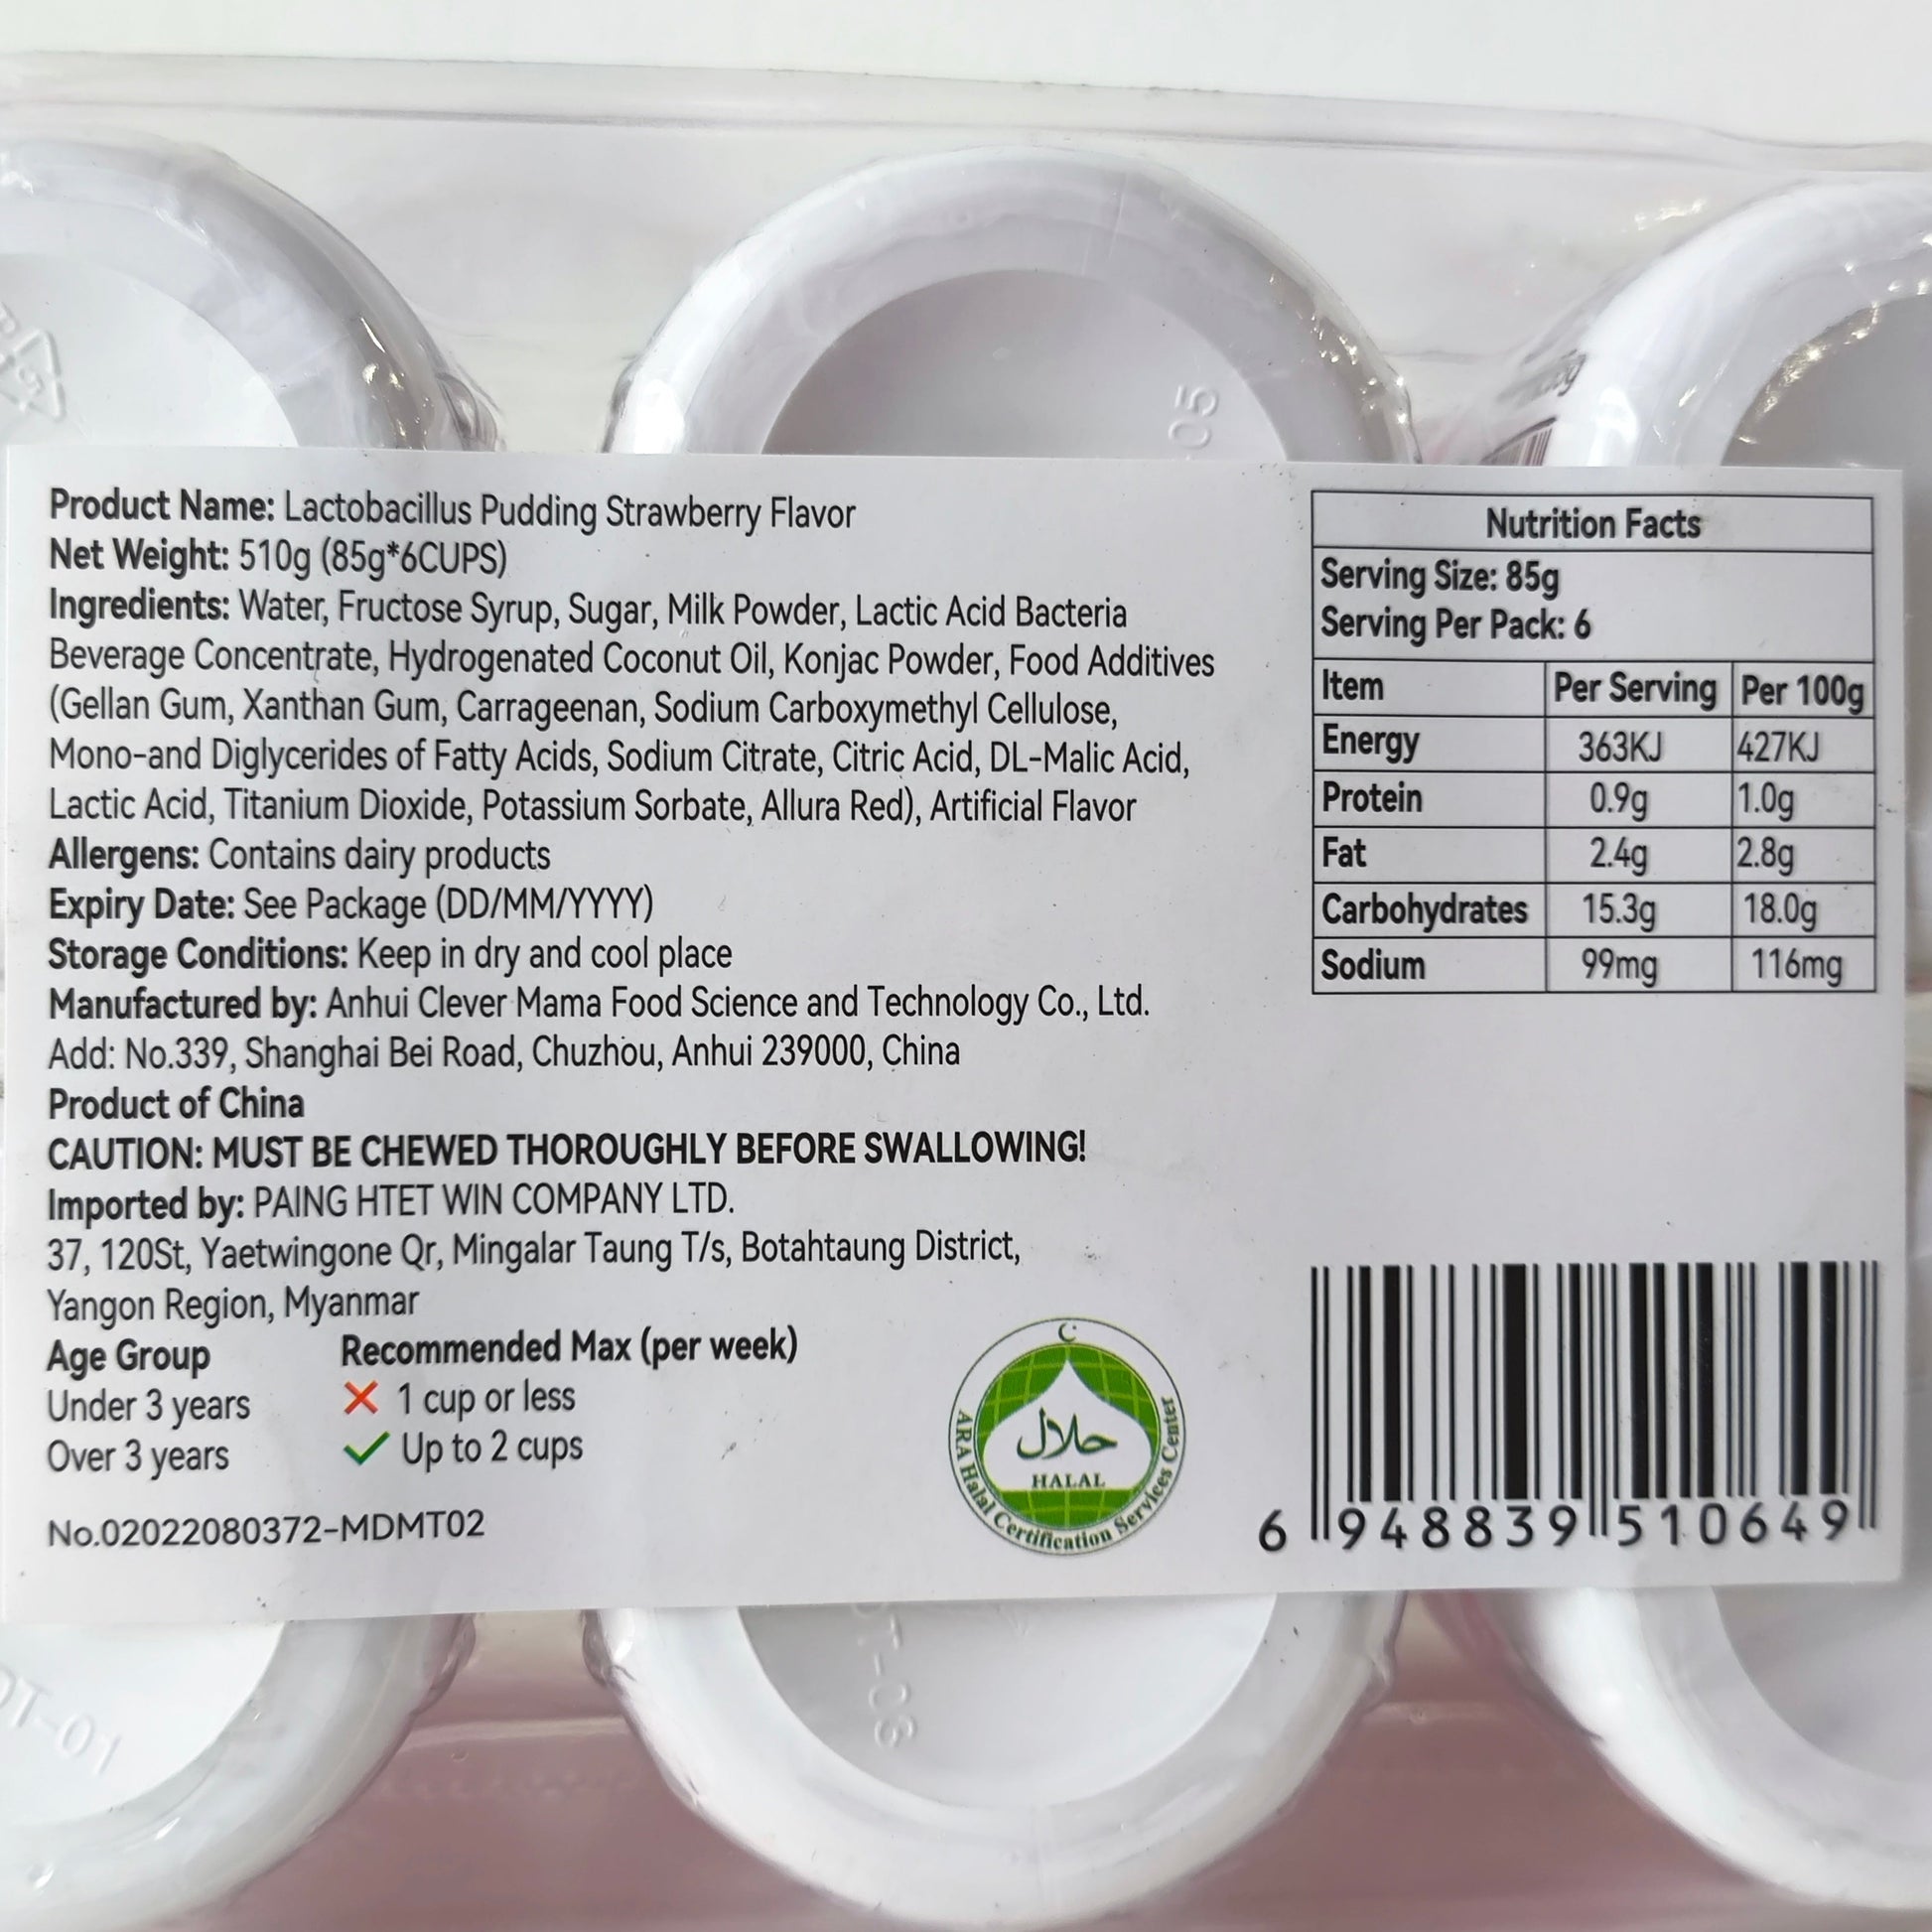 05
Product Name: Lactobacillus Pudding Strawberry Flavor
Net Weight: 510g (85g*6CUPS)
Ingredients: Water, Fructose Syrup, Sugar, Milk Powder, Lactic Acid Bacteria
Beverage Concentrate, Hydrogenated Coconut Oil, Konjac Powder, Food Additives
(Gellan Gum, Xanthan Gum, Carrageenan, Sodium Carboxymethyl Cellulose,
Mono-and Diglycerides of Fatty Acids, Sodium Citrate, Citric Acid, DL-Malic Acid,
Lactic Acid, Titanium Dioxide, Potassium Sorbate, Allura Red), Artificial Flavor
Allergens: Contains dairy products
Expiry Date: See Package (DD/MM/YYYY)
Storage Conditions: Keep in dry and cool place
Manufactured by: Anhui Clever Mama Food Science and Technology Co., Ltd.
Add: No.339, Shanghai Bei Road, Chuzhou, Anhui 239000, China
Product of China
CAUTION: MUST BE CHEWED THOROUGHLY BEFORE SWALLOWING!
Imported by: PAING HTET WIN COMPANY LTD.
37, 120St, Yaetwingone Qr, Mingalar Taung T/s, Botahtaung District,
Yangon Region, Myanmar
Age Group Recommended Max (per week)
Under 3 years ✗ 1 cup or less
Over 3 years ✓ Up to 2 cups
No.02022080372-MDMT02
Nutrition Facts
Serving Size: 85g
Serving Per Pack: 6
Item Per Serving Per 100g
Energy 363KJ 427KJ
Protein 0.9g 1.0g
Fat 2.4g 2.8g
Carbohydrates 15.3g 18.0g
Sodium 99mg 116mg
حلال
HALAL
ARA Halal Certification Services Center
6 948839 510649
T-01
T-03